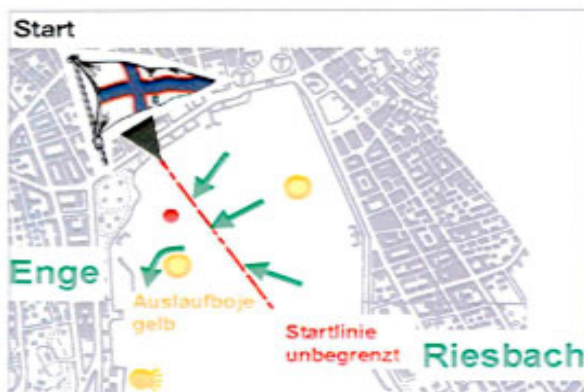 Start
Enge
Auslaufboje
gelb
Startlinie
unbegrenzt
Riesbach